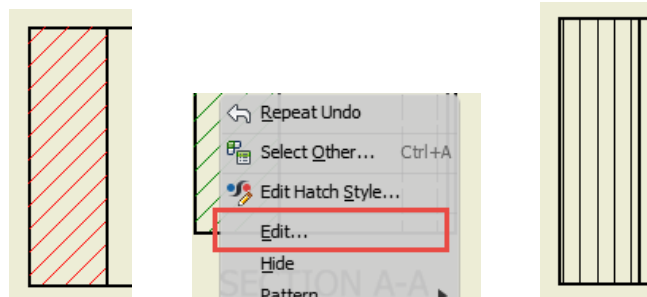 Repeat Undo
Select Other... Ctrl+A
Edit Hatch Style...
Edit...
Hide
SECTION A-A
Pattern